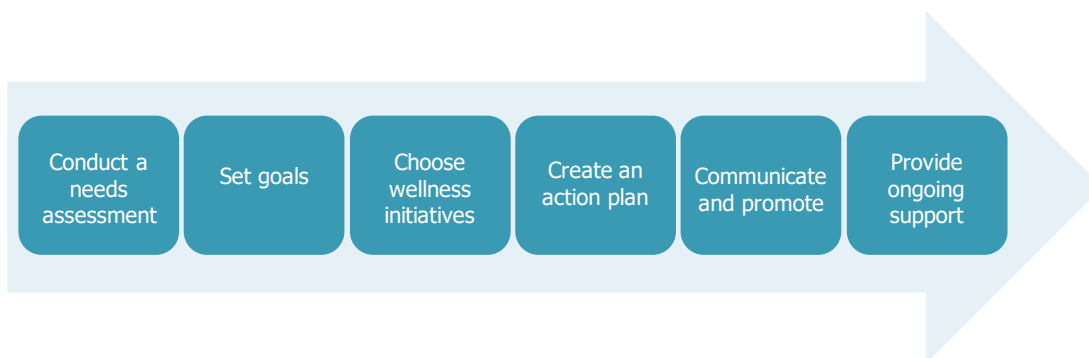 Conduct a
needs
assessment
Set goals
Choose
wellness
initiatives
Create an
action plan
Communicate
and promote
Provide
ongoing
support